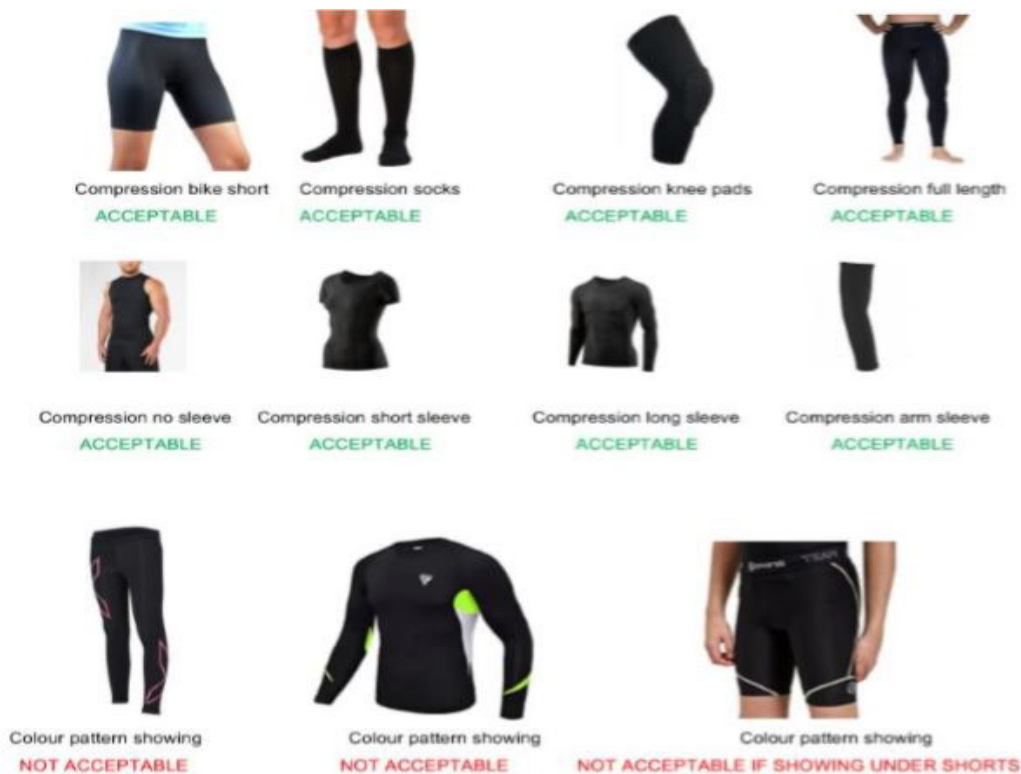 Compression bike short
Compression socks
Compression knee pads
Compression full length
ACCEPTABLE
ACCEPTABLE
ACCEPTABLE
ACCEPTABLE
Compression no sleeve
Compression short sleeve
Compression long sleeve
Compression arm sleeve
ACCEPTABLE
ACCEPTABLE
ACCEPTABLE
ACCEPTABLE
TEAM
Colour pattern showing
Colour pattern showing
Colour pattern showing
NOT ACCEPTABLE
NOT ACCEPTABLE
NOT ACCEPTABLE IF SHOWING UNDER SHORTS